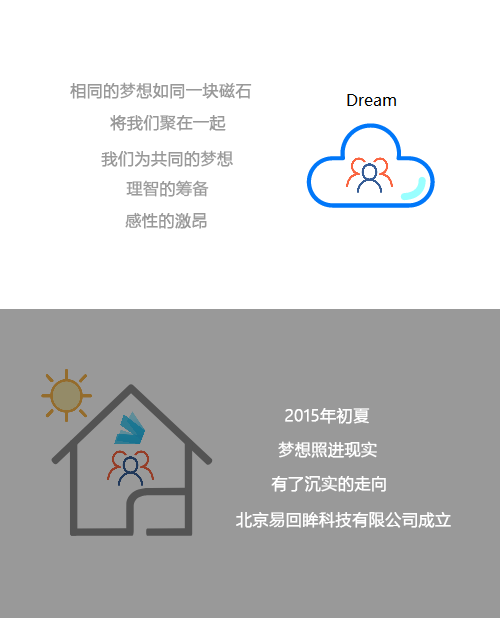 相同的梦想如同一块磁石
将我们聚在一起
我们为共同的梦想
理智的筹备
感性的激昂
Dream
2015年初夏
梦想照进现实
有了沉实的走向
北京易回眸科技有限公司成立